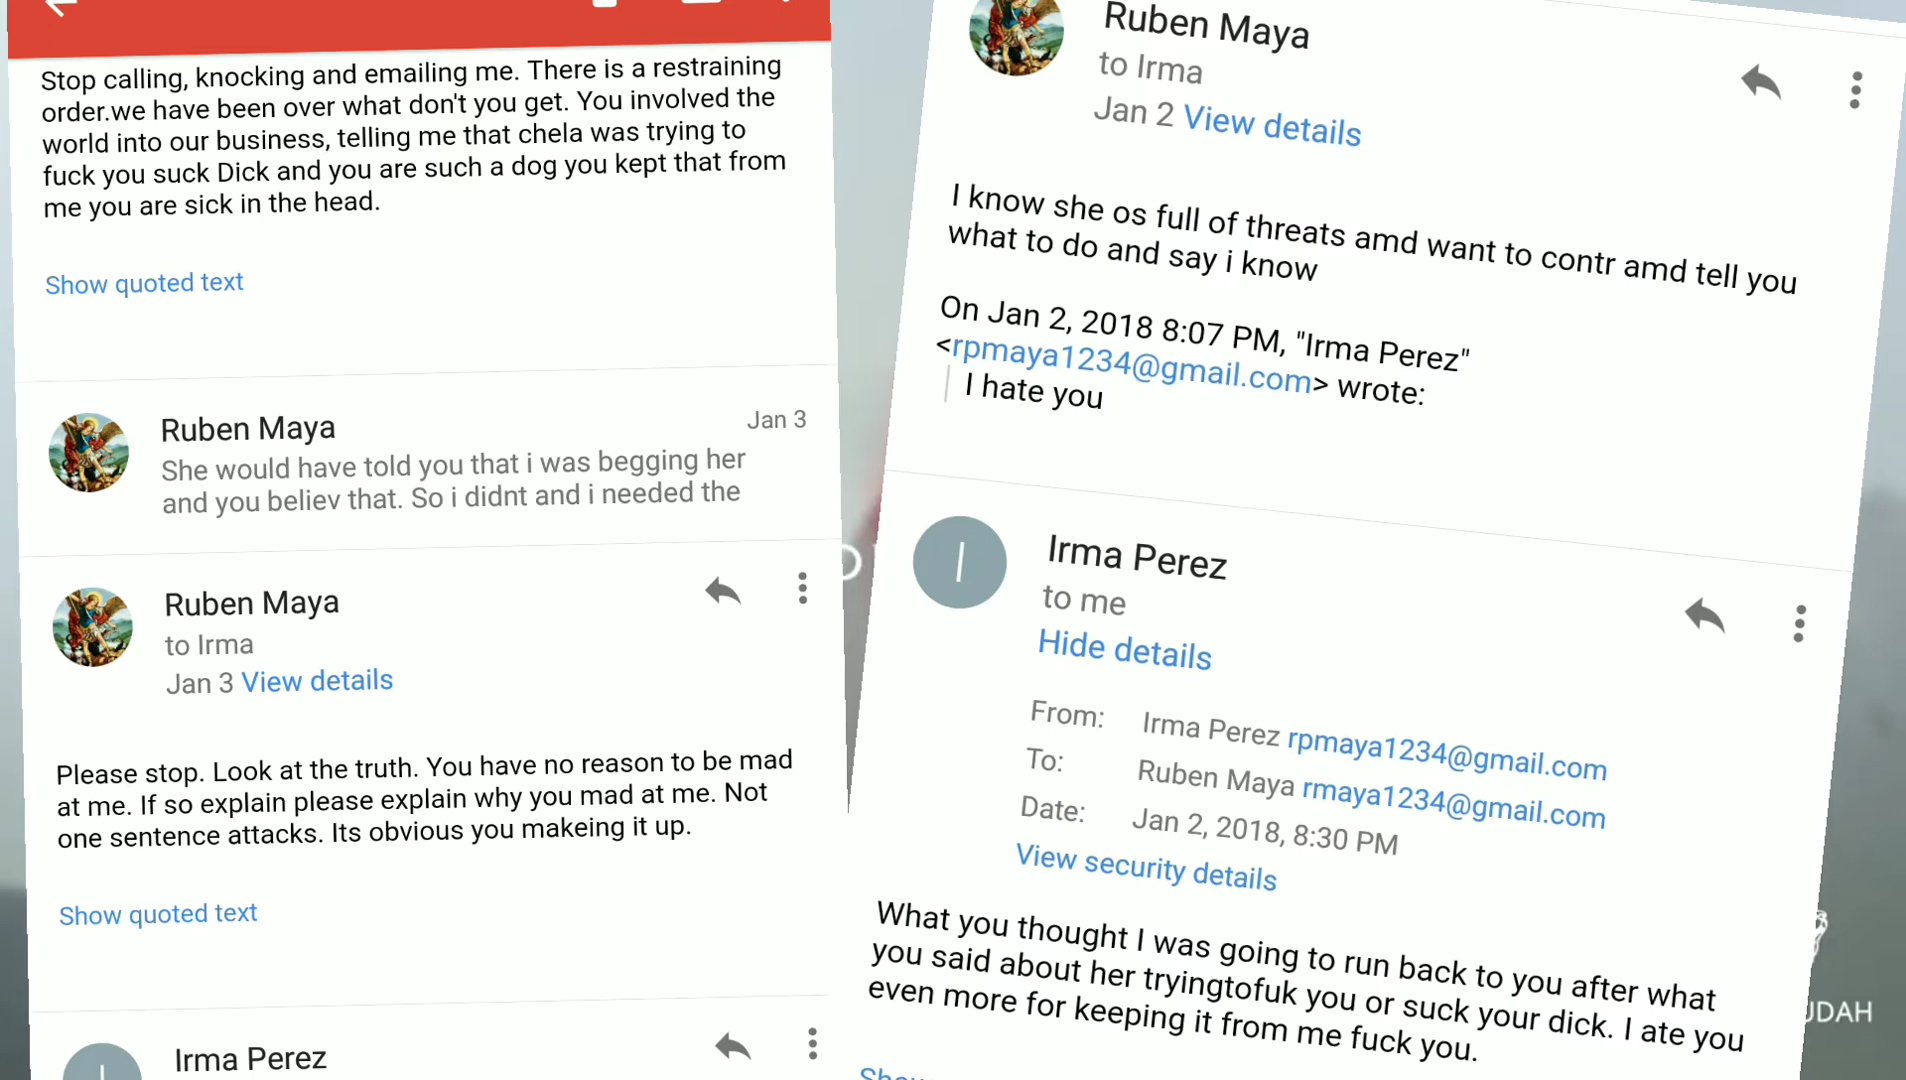 Stop calling, knocking and emailing me. There is a restraining
order.we have been over what don't you get. You involved the
world into our business, telling me that chela was trying to
fuck you suck Dick and you are such a dog you kept that from
me you are sick in the head.
Show quoted text
Ruben Maya
Jan 3
She would have told you that i was begging her
and you believ that. So i didnt and i needed the
Ruben Maya
to Irma
Jan 3 View details
Please stop. Look at the truth. You have no reason to be mad
at me. If so explain please explain why you mad at me. Not
one sentence attacks. Its obvious you makeing it up.
Show quoted text
I
Irma Perez
Ruben Maya
to Irma
Jan 2 View details
I know she os full of threats amd want to contr amd tell you
what to do and say i know
On Jan 2, 2018 8:07 PM, "Irma Perez"
<rpmaya1234@gmail.com> wrote:
I hate you
I
Irma Perez
to me
Hide details
From: Irma Perez rpmaya1234@gmail.com
To: Ruben Maya rmaya1234@gmail.com
Date: Jan 2, 2018, 8:30 PM
View security details
What you thought I was going to run back to you after what
you said about her tryingtofuk you or suck your dick. I ate you
even more for keeping it from me fuck you.
UDAH